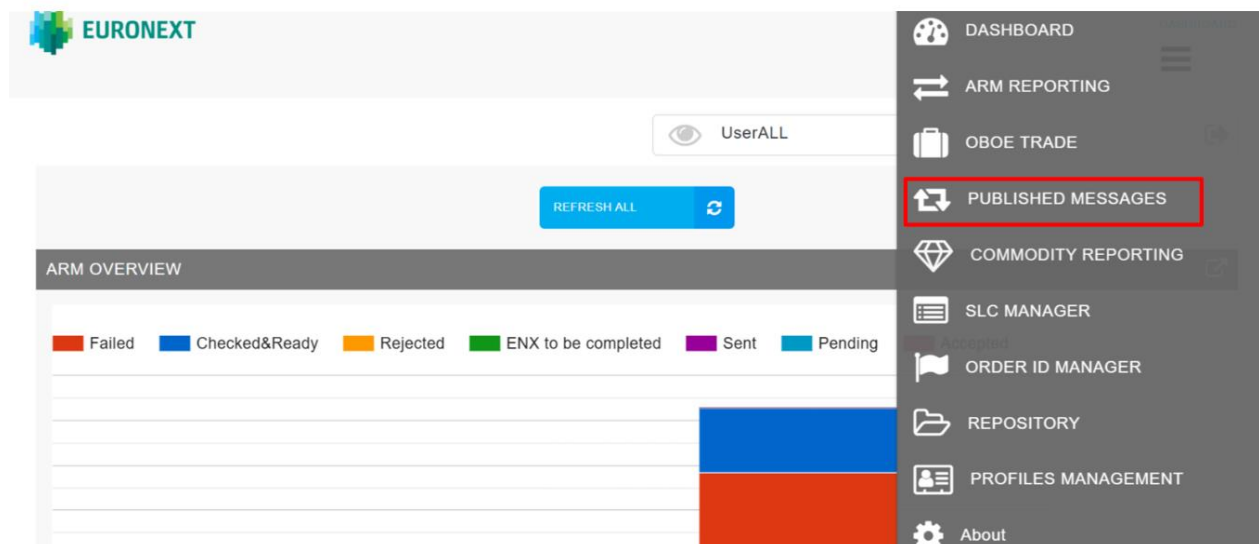 EURONEXT
DASHBOARD
ARM REPORTING
UserALL
OBOE TRADE
REFRESH ALL
PUBLISHED MESSAGES
ARM OVERVIEW
COMMODITY REPORTING
SLC MANAGER
Failed Checked&Ready Rejected ENX to be completed Sent Pending Accepted
ORDER ID MANAGER
REPOSITORY
PROFILES MANAGEMENT
About